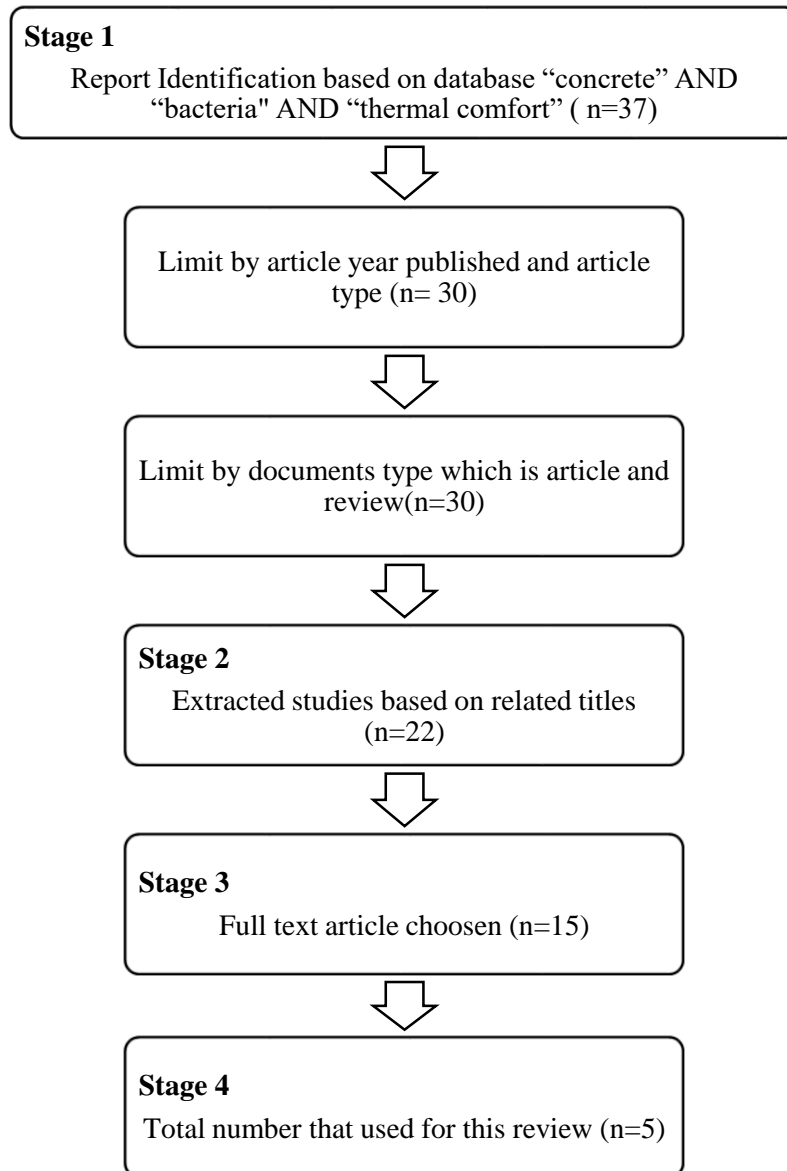 Stage 1
Report Identification based on database “concrete” AND
“bacteria" AND “thermal comfort” ( n=37)
Limit by article year published and article
type (n= 30)
Limit by documents type which is article and
review(n=30)
Stage 2
Extracted studies based on related titles
(n=22)
Stage 3
Full text article choosen (n=15)
Stage 4
Total number that used for this review (n=5)